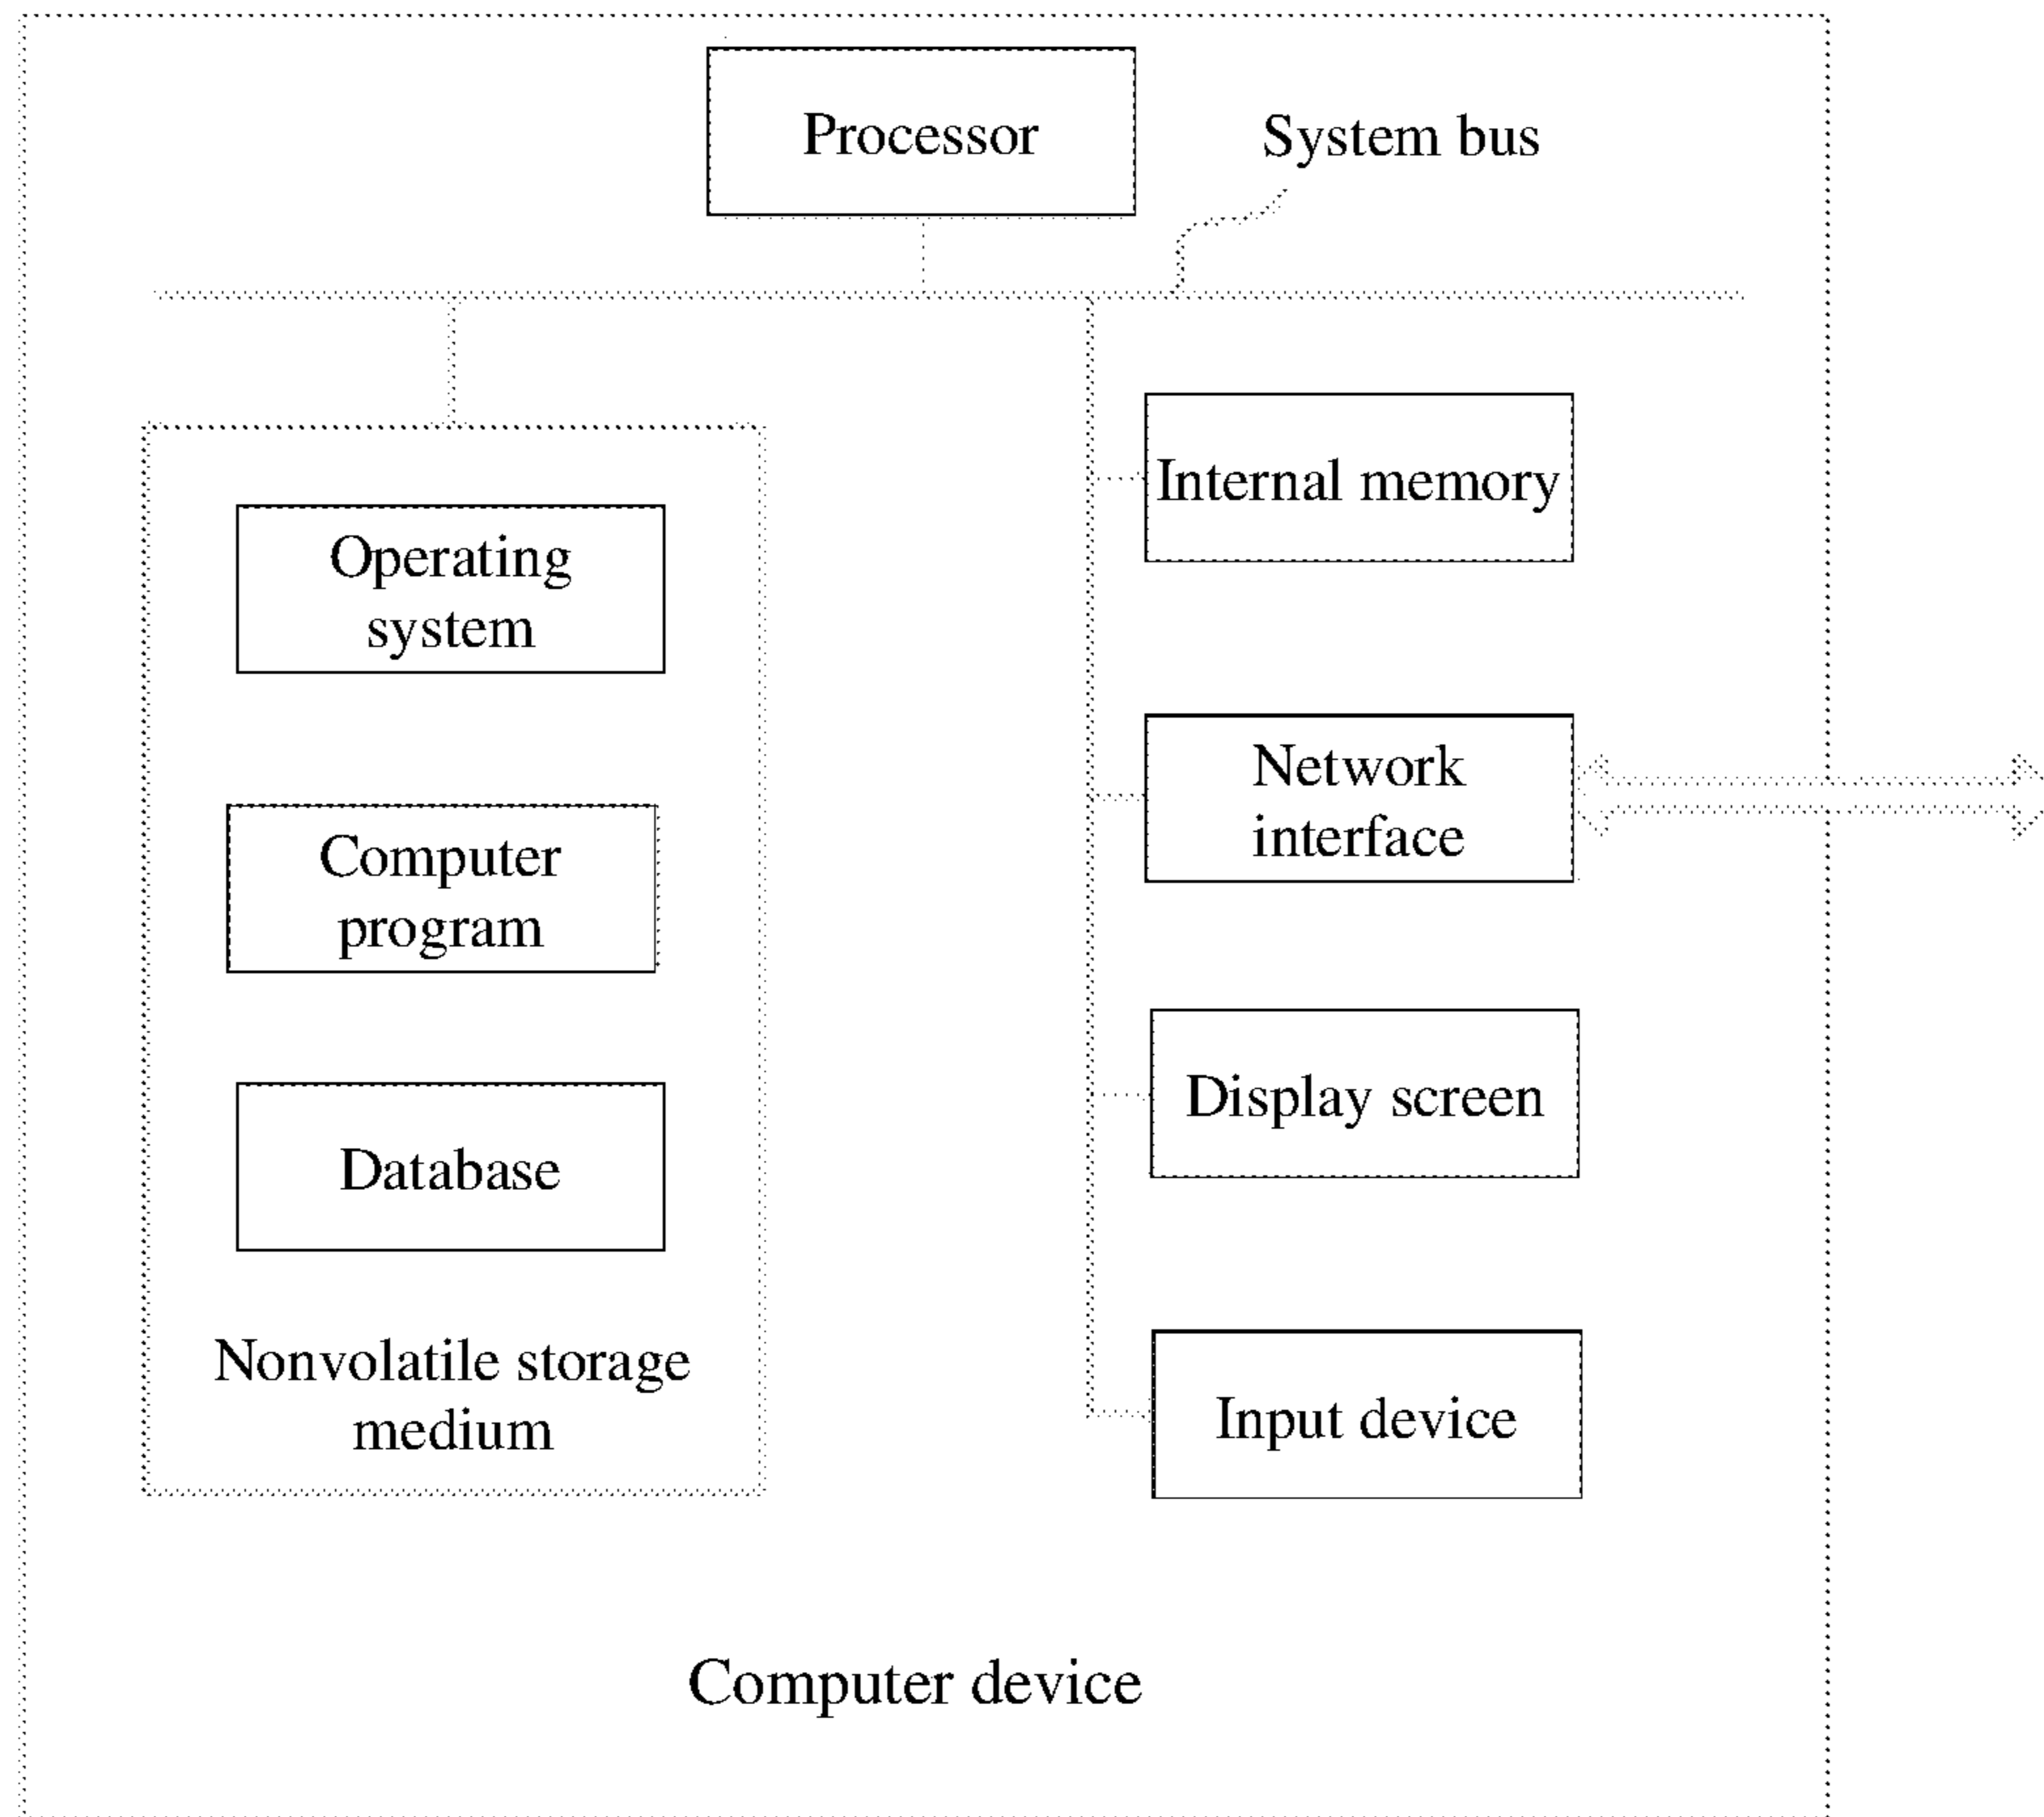 Processor
System bus
Operating
system
Computer
program
Database
Nonvolatile storage
medium
Internal memory
Network
interface
Display screen
Input device
Computer device